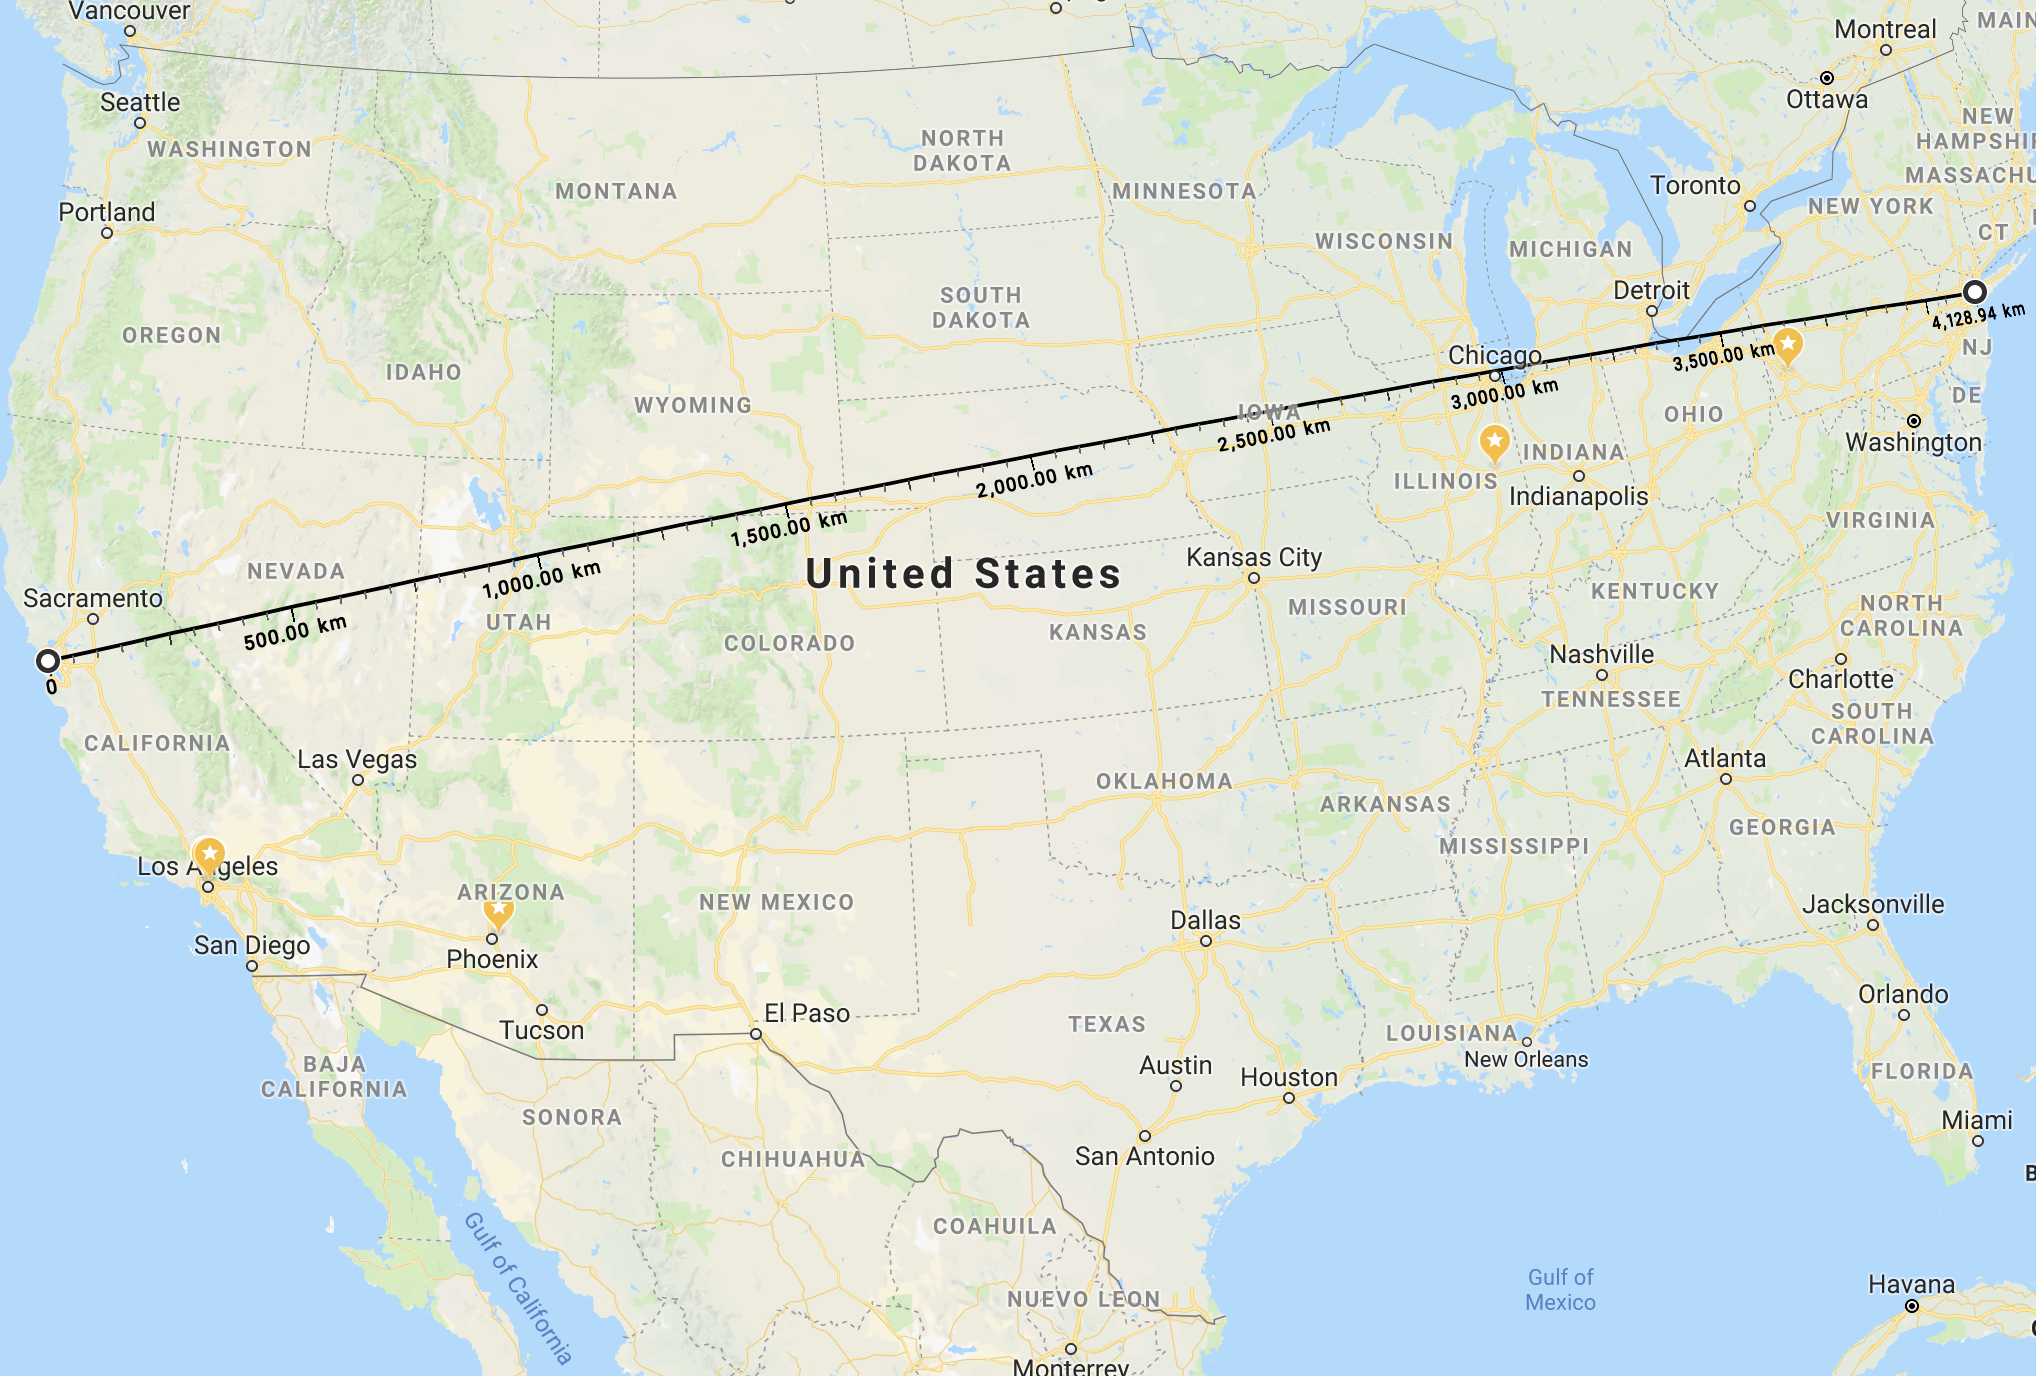 Vancouver
Montreal
MAIN
Seattle
Ottawa
WASHINGTON
NORTH
DAKOTA
NEW
HAMPSHI
MONTANA
MINNESOTA
Toronto
MASSACHU
Portland
NEW YORK
WISCONSIN
MICHIGAN
CT
OREGON
SOUTH
DAKOTA
Detroit
4,128.94 km
IDAHO
Chicago
3,500.00 km
NJ
WYOMING
3,000.00 km
DE
IOWA
OHIO
2,500.00 km
Washington
INDIANA
ILLINOIS
2,000.00 km
Indianapolis
1,500.00 km
VIRGINIA
NEVADA
1,000.00 km
United States
Kansas City
Sacramento
KENTUCKY
UTAH
500.00 km
COLORADO
KANSAS
MISSOURI
NORTH
CAROLINA
0
Nashville
TENNESSEE
Charlotte
CALIFORNIA
SOUTH
CAROLINA
Las Vegas
OKLAHOMA
Atlanta
ARKANSAS
GEORGIA
MISSISSIPPI
Los Angeles
ARIZONA
NEW MEXICO
Dallas
Jacksonville
San Diego
Phoenix
El Paso
Orlando
Tucson
TEXAS
LOUISIANA
New Orleans
BAJA
CALIFORNIA
Austin
Houston
FLORIDA
SONORA
Miami
CHIHUAHUA
San Antonio
B
COAHUILA
Gulf of California
Gulf of
Mexico
Havana
NUEVO LEON
Monterrey